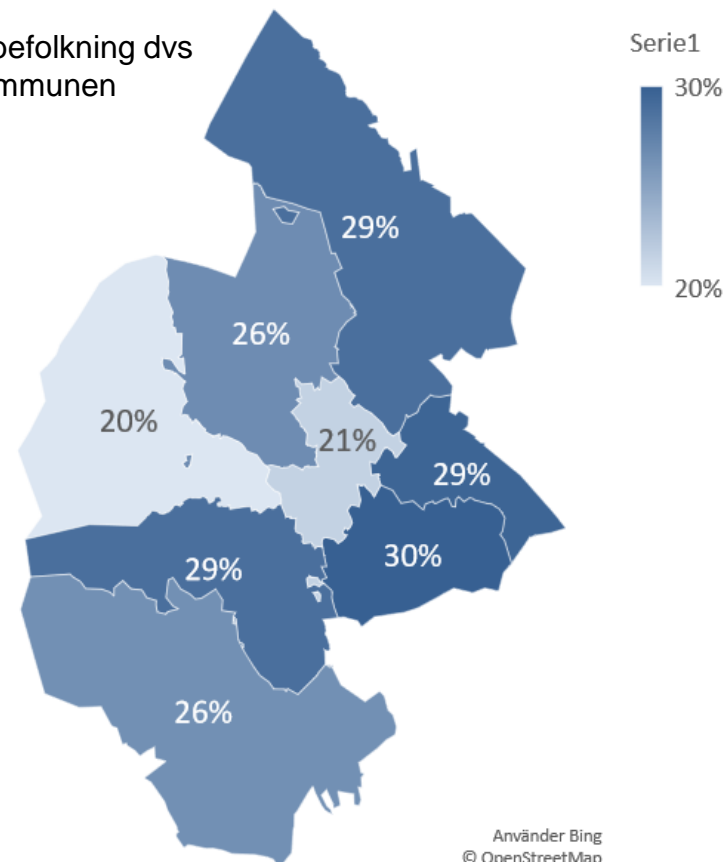 befolkning dvs
mmunen
Serie1
30%
20%
29%
26%
20%
21%
29%
30%
29%
26%
Använder Bing
© OpenStreetMap